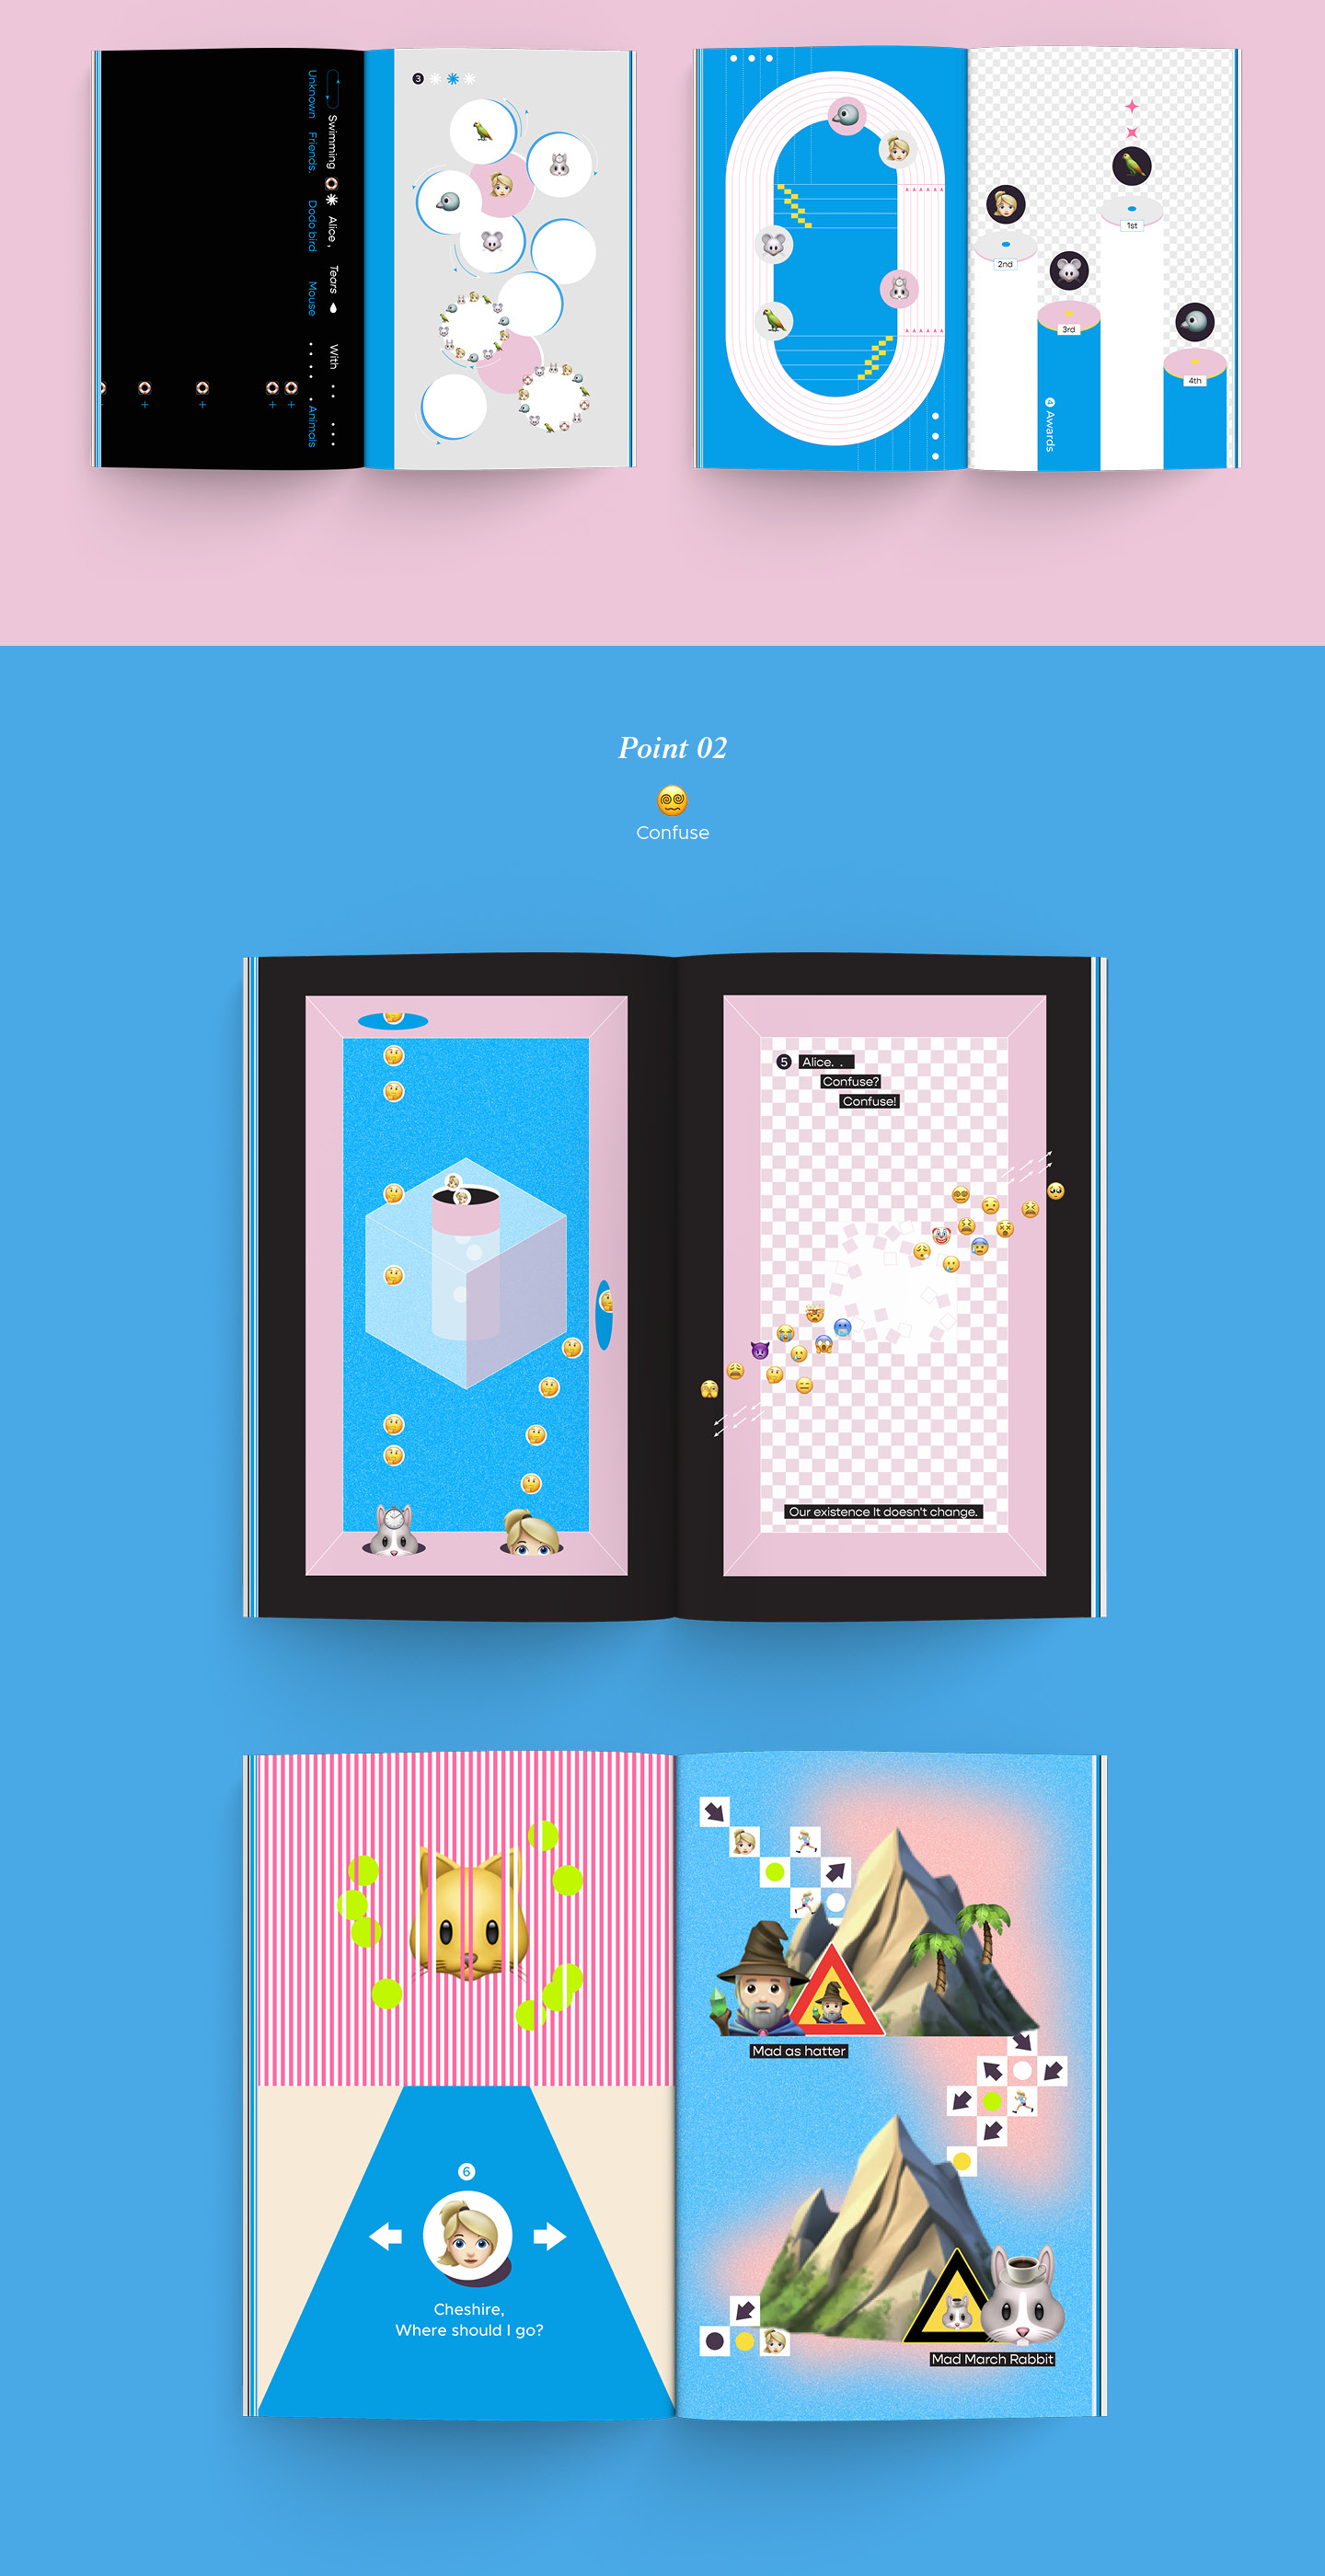 Swimming Alice, Tears With
Unknown Friends. Dodo bird Mouse Animals
3
1st
2nd
3rd
4th
4 Awards
Point 02
Confuse
5 Alice. .
Confuse?
Confuse!
Our existence It doesn't change.
6
Cheshire,
Where should I go?
Mad as hatter
Mad March Rabbit